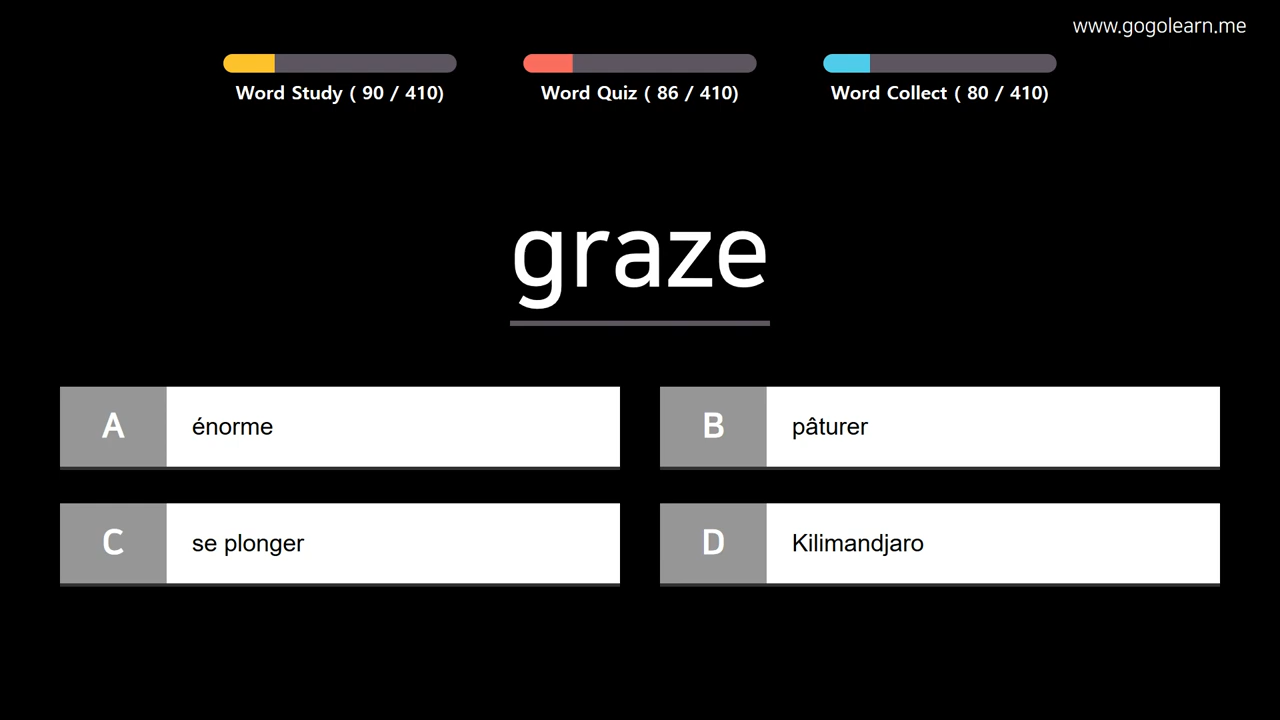 www.gogolearn.me
Word Study ( 90 / 410)
Word Quiz ( 86 / 410)
Word Collect ( 80 / 410)
graze
A énorme
B pâturer
C se plonger
D Kilimandjaro